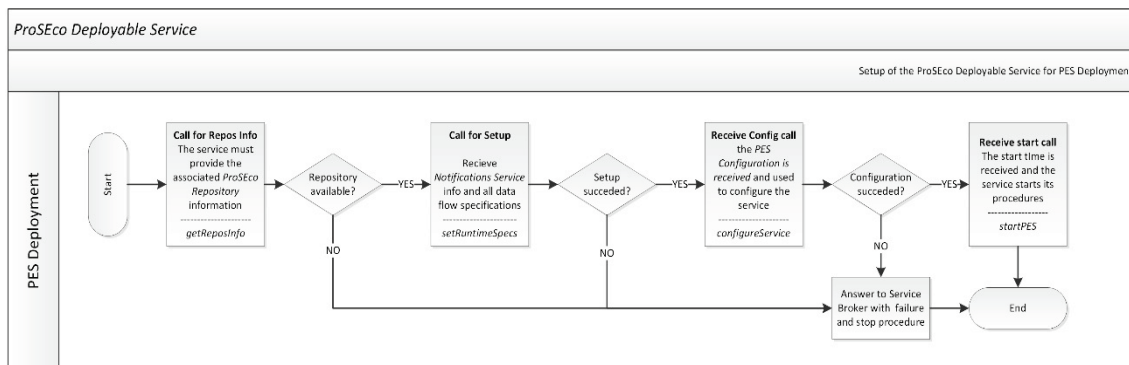 ProSEco Deployable Service
Setup of the ProSEco Deployable Service for PES Deployment
PES Deployment
Start
Call for Repos Info
The service must
provide the
associated ProSEco
Repository
information
--------------------
getReposInfo
Repository
available?
YES
NO
Call for Setup
Recieve
Notifications Service
info and all data
flow specifications
--------------------
setRuntimeSpecs
Setup
succeded?
YES
NO
Receive Config call
the PES
Configuration is
received and used
to configure the
service
--------------------
configureService
Configuration
succeded?
YES
NO
Receive start call
The start time is
received and the
service starts its
procedures
--------------------
startPES
Answer to Service
Broker with failure
and stop procedure
End